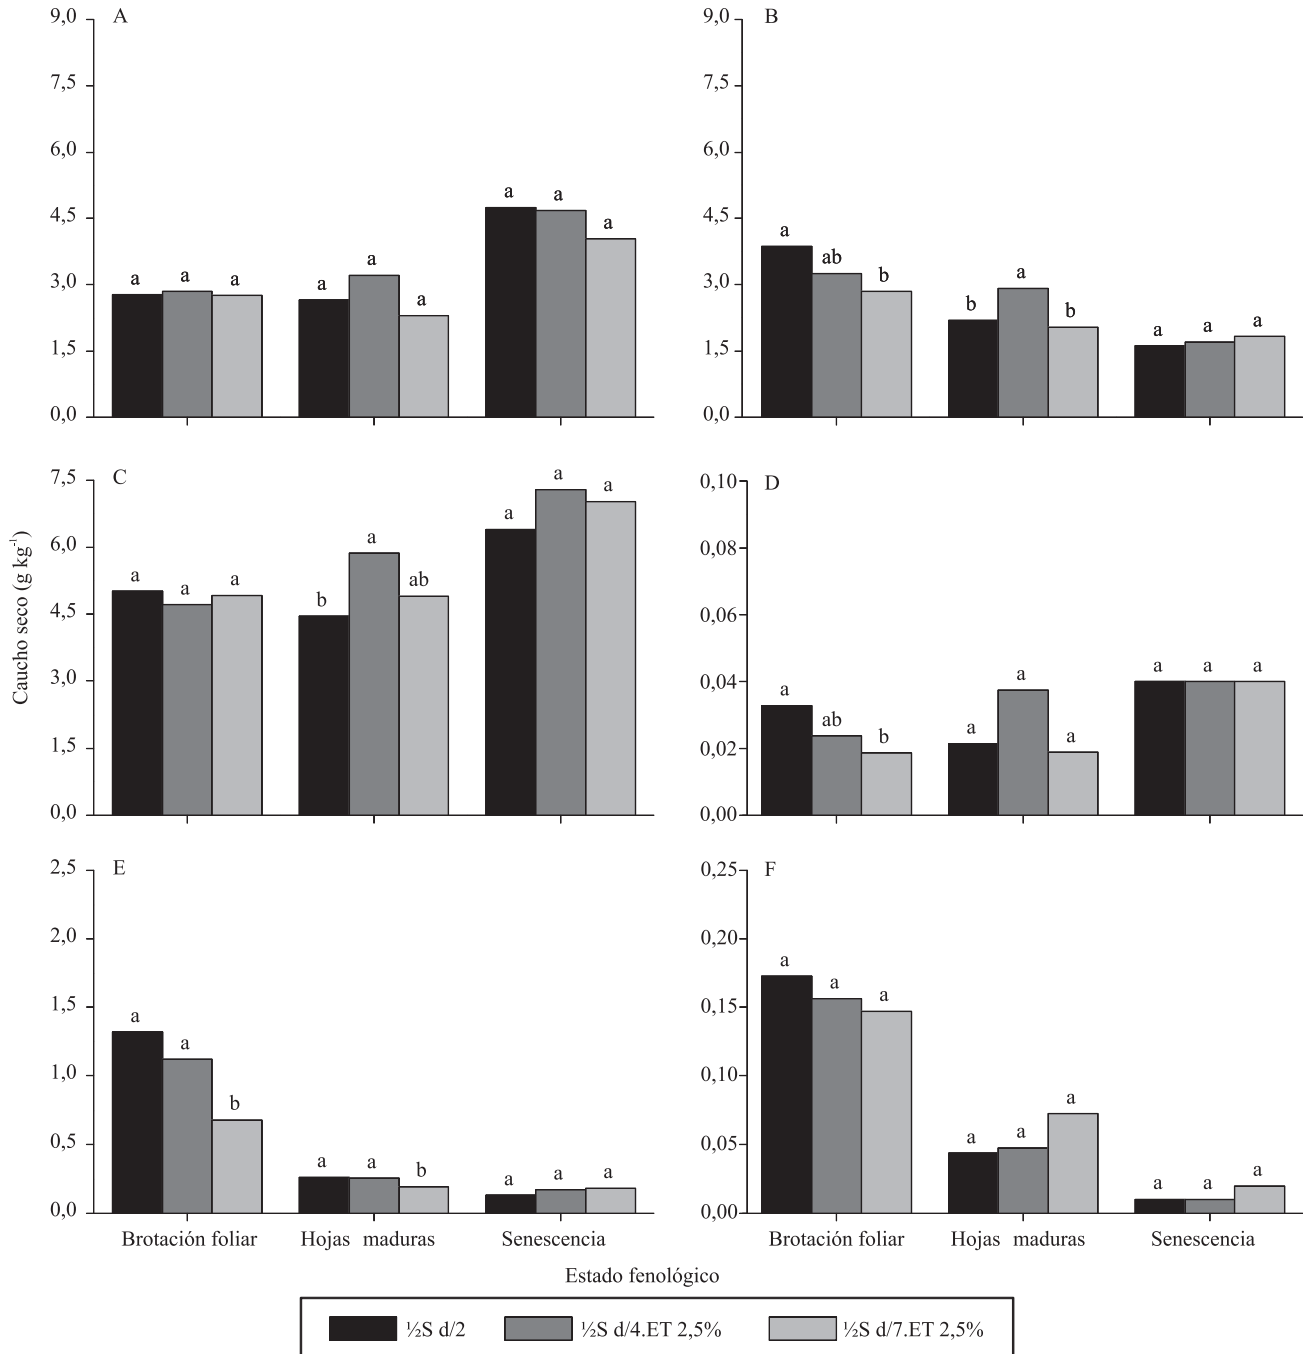 A
9,0
7,5
6,0
4,5
3,0
1,5
0,0
a a a
a a a
a a a
B
9,0
7,5
6,0
4,5
3,0
1,5
0,0
a ab b
b a b
a a a
Caucho seco (g kg⁻¹)
C
7,5
6,0
4,5
3,0
1,5
0,0
a a a
b a ab
a a a
D
0,10
0,08
0,06
0,04
0,02
0,00
a ab b
a a a
a a a
E
2,5
2,0
1,5
1,0
0,5
0,0
a a b
a a b
a a a
Brotación foliar Hojas maduras Senescencia
F
0,25
0,20
0,15
0,10
0,05
0,00
a a a
a a a
a a a
Brotación foliar Hojas maduras Senescencia
Estado fenológico
½S d/2 ½S d/4.ET 2,5% ½S d/7.ET 2,5%